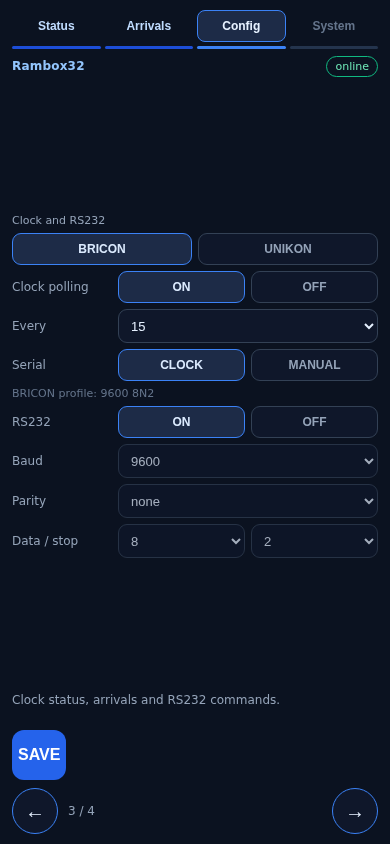 Status Arrivals Config System
Rambox32 online
Clock and RS232
BRICON UNIKON
Clock polling ON OFF
Every 15
Serial CLOCK MANUAL
BRICON profile: 9600 8N2
RS232 ON OFF
Baud 9600
Parity none
Data / stop 8 2
Clock status, arrivals and RS232 commands.
SAVE
← 3 / 4 →